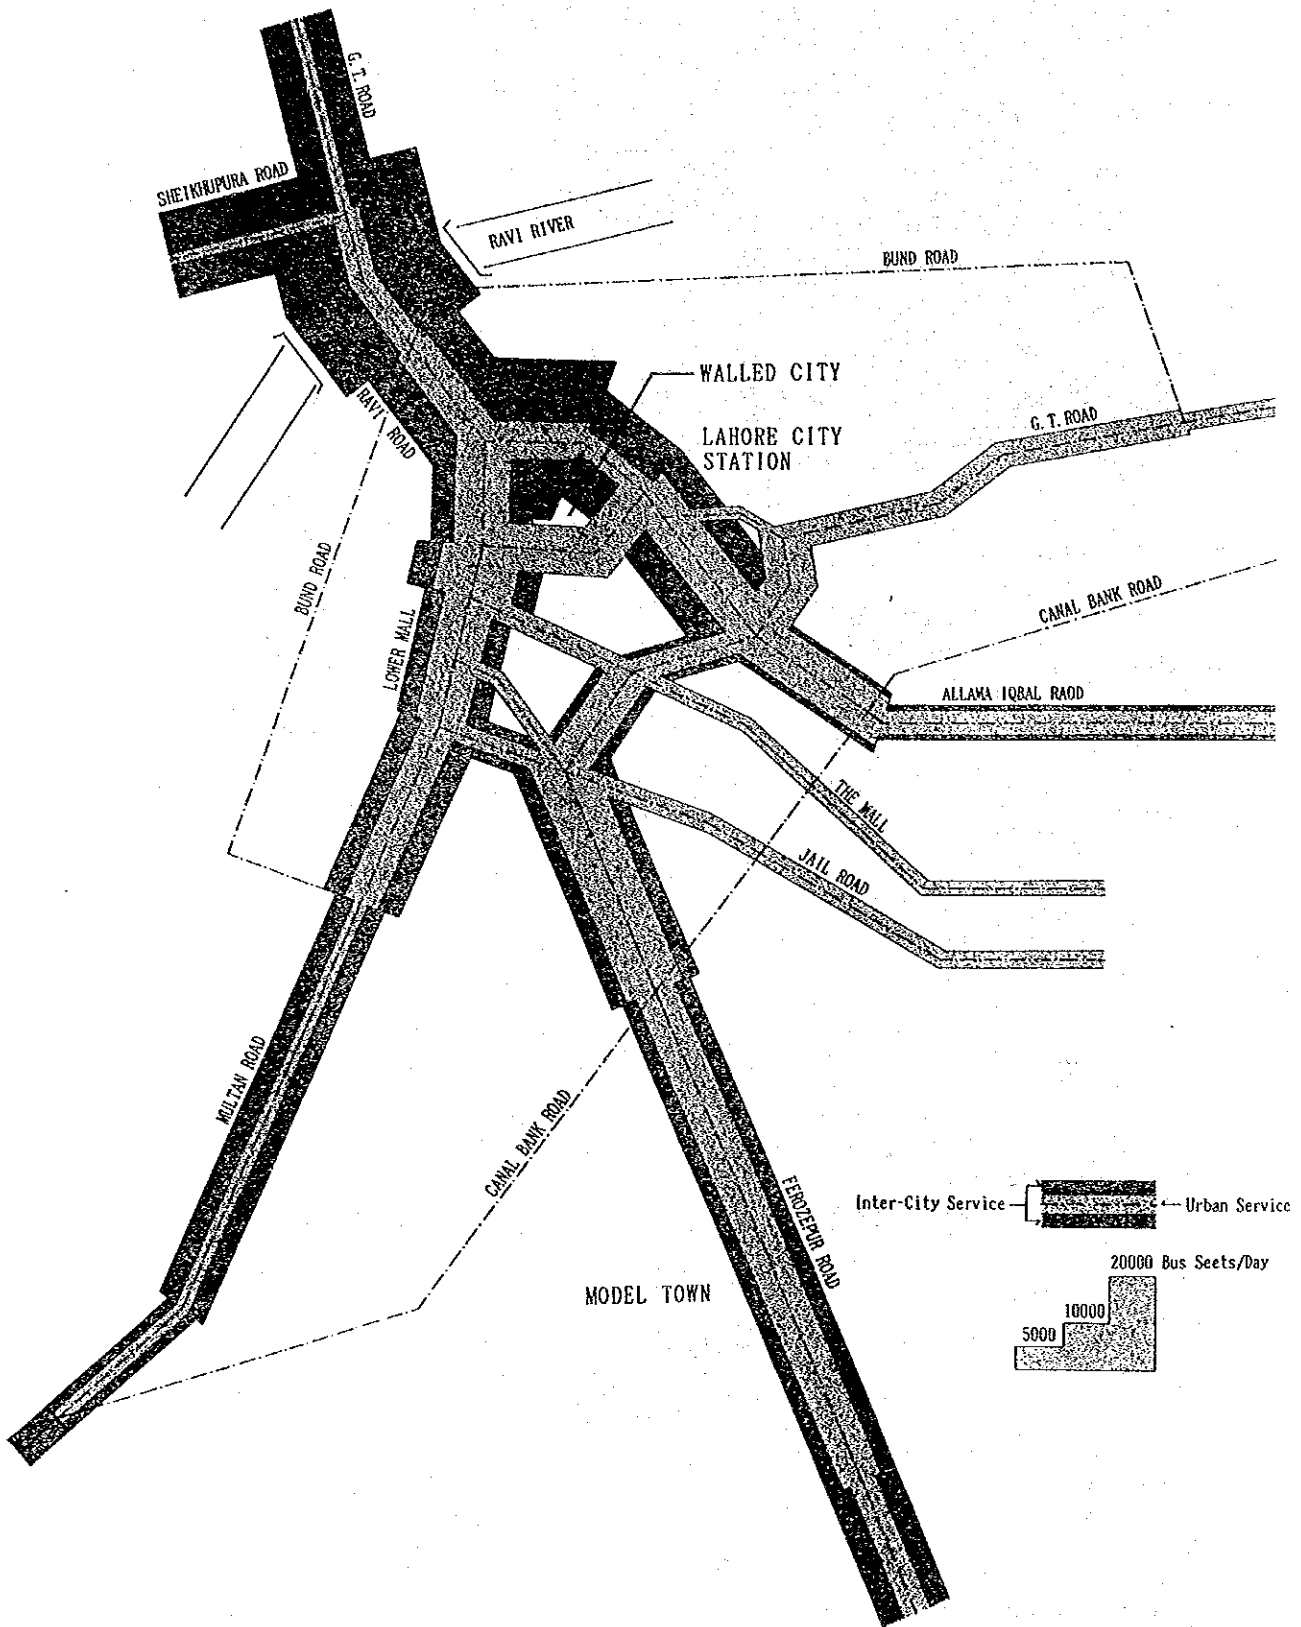 G. T. ROAD
SHEIKHUPURA ROAD
RAVI RIVER
BUND ROAD
WALLED CITY
RAVI ROAD
G. T. ROAD
LAHORE CITY
STATION
BUND ROAD
CANAL BANK ROAD
LOWER MALL
ALLAMA IQBAL RAOD
THE MALL
JAIL ROAD
MULTAN ROAD
CANAL BANK ROAD
FEROZEPUR ROAD
Inter-City Service
Urban Service
20000 Bus Seets/Day
10000
5000
MODEL TOWN